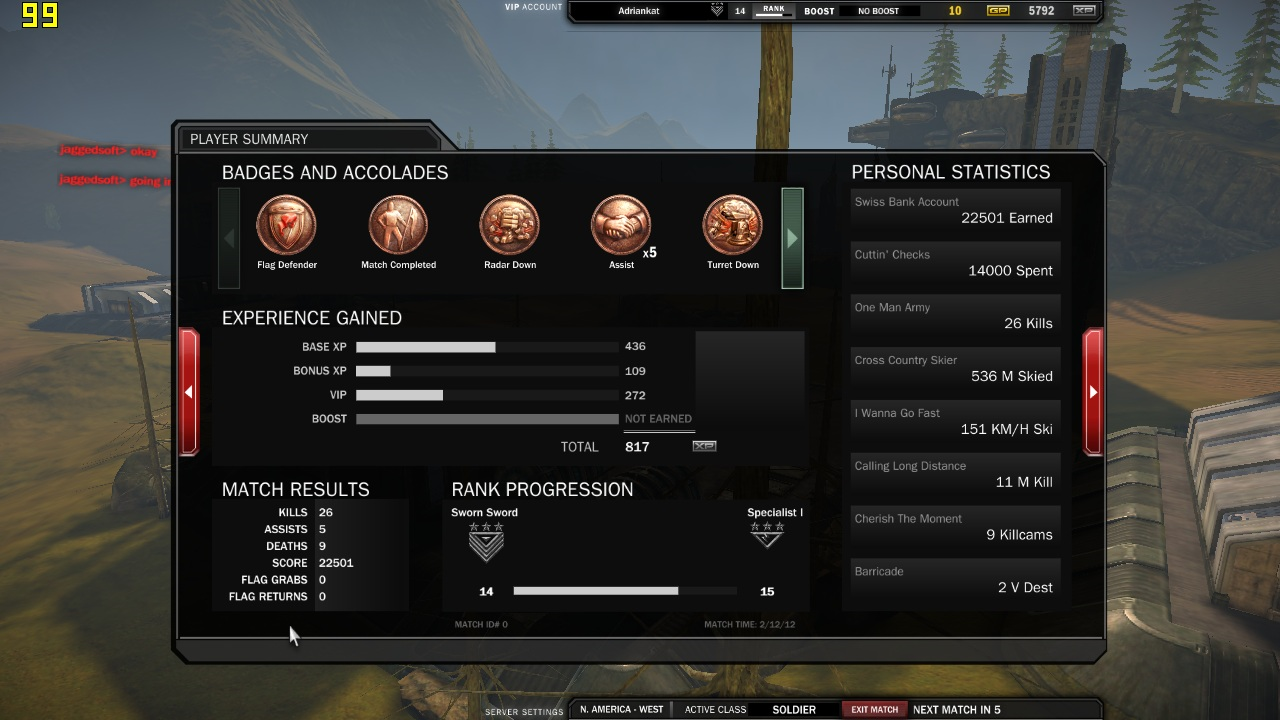 99
VIP ACCOUNT
Adriankat 14 RANK BOOST NO BOOST 10 GP 5792 XP
PLAYER SUMMARY
jaggedsoft> okay
jaggedsoft> going
BADGES AND ACCOLADES
Flag Defender
Match Completed
Radar Down
x5
Assist
Turret Down
EXPERIENCE GAINED
BASE XP 436
BONUS XP 109
VIP 272
BOOST NOT EARNED
TOTAL 817 XP
MATCH RESULTS
KILLS 26
ASSISTS 5
DEATHS 9
SCORE 22501
FLAG GRABS 0
FLAG RETURNS 0
RANK PROGRESSION
Sworn Sword
Specialist I
14 15
MATCH ID# 0
MATCH TIME: 2/12/12
PERSONAL STATISTICS
Swiss Bank Account
22501 Earned
Cuttin' Checks
14000 Spent
One Man Army
26 Kills
Cross Country Skier
536 M Skied
I Wanna Go Fast
151 KM/H Ski
Calling Long Distance
11 M Kill
Cherish The Moment
9 Killcams
Barricade
2 V Dest
SERVER SETTINGS N. AMERICA - WEST ACTIVE CLASS SOLDIER EXIT MATCH NEXT MATCH IN 5